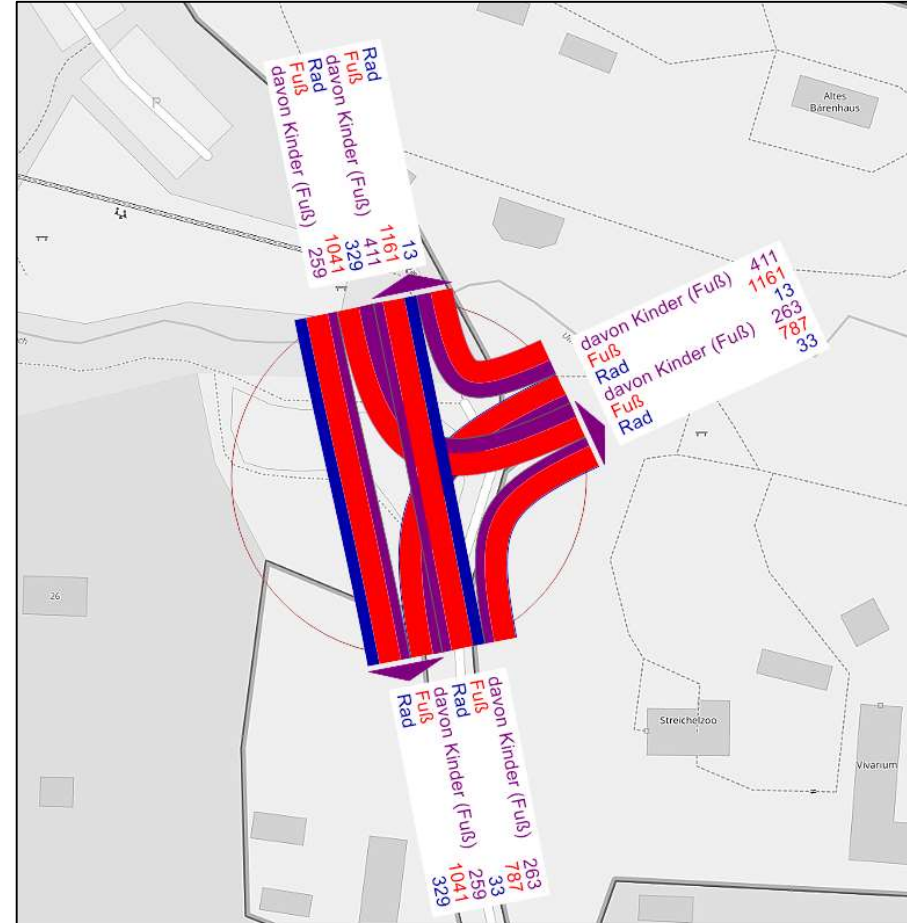 P
Altes
Bärenhaus
Rad 13
Fuß 1161
davon Kinder (Fuß) 411
Rad 329
Fuß 1041
davon Kinder (Fuß) 259
davon Kinder (Fuß) 411
Fuß 1161
Rad 13
davon Kinder (Fuß) 263
Fuß 787
Rad 33
26
Streichelzoo
Vivarium
davon Kinder (Fuß) 263
Fuß 787
Rad 33
davon Kinder (Fuß) 259
Fuß 1041
Rad 329